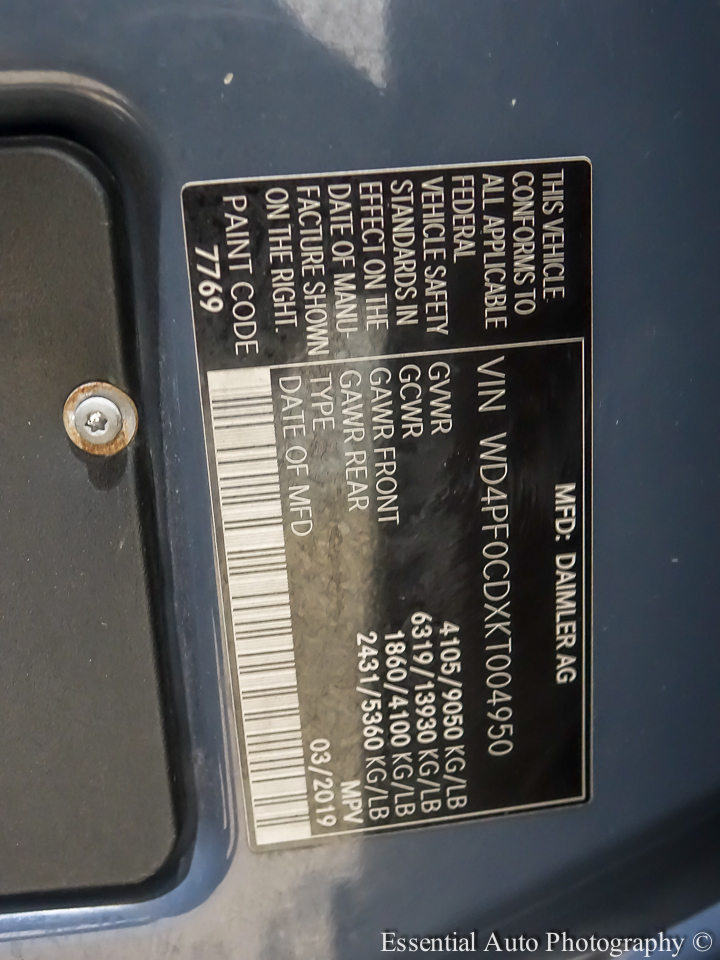 THIS VEHICLE
CONFORMS TO
ALL APPLICABLE
FEDERAL
VEHICLE SAFETY
STANDARDS IN
EFFECT ON THE
DATE OF MANU-
FACTURE SHOWN
ON THE RIGHT.
PAINT CODE
7769
MFD: DAIMLER AG
VIN WD4PF0CDXKT004950
GVWR 4105/9050 KG/LB
GCWR 6319/13930 KG/LB
GAWR FRONT 1860/4100 KG/LB
GAWR REAR 2431/5360 KG/LB
TYPE MPV
DATE OF MFD 03/2019
Essential Auto Photography ©